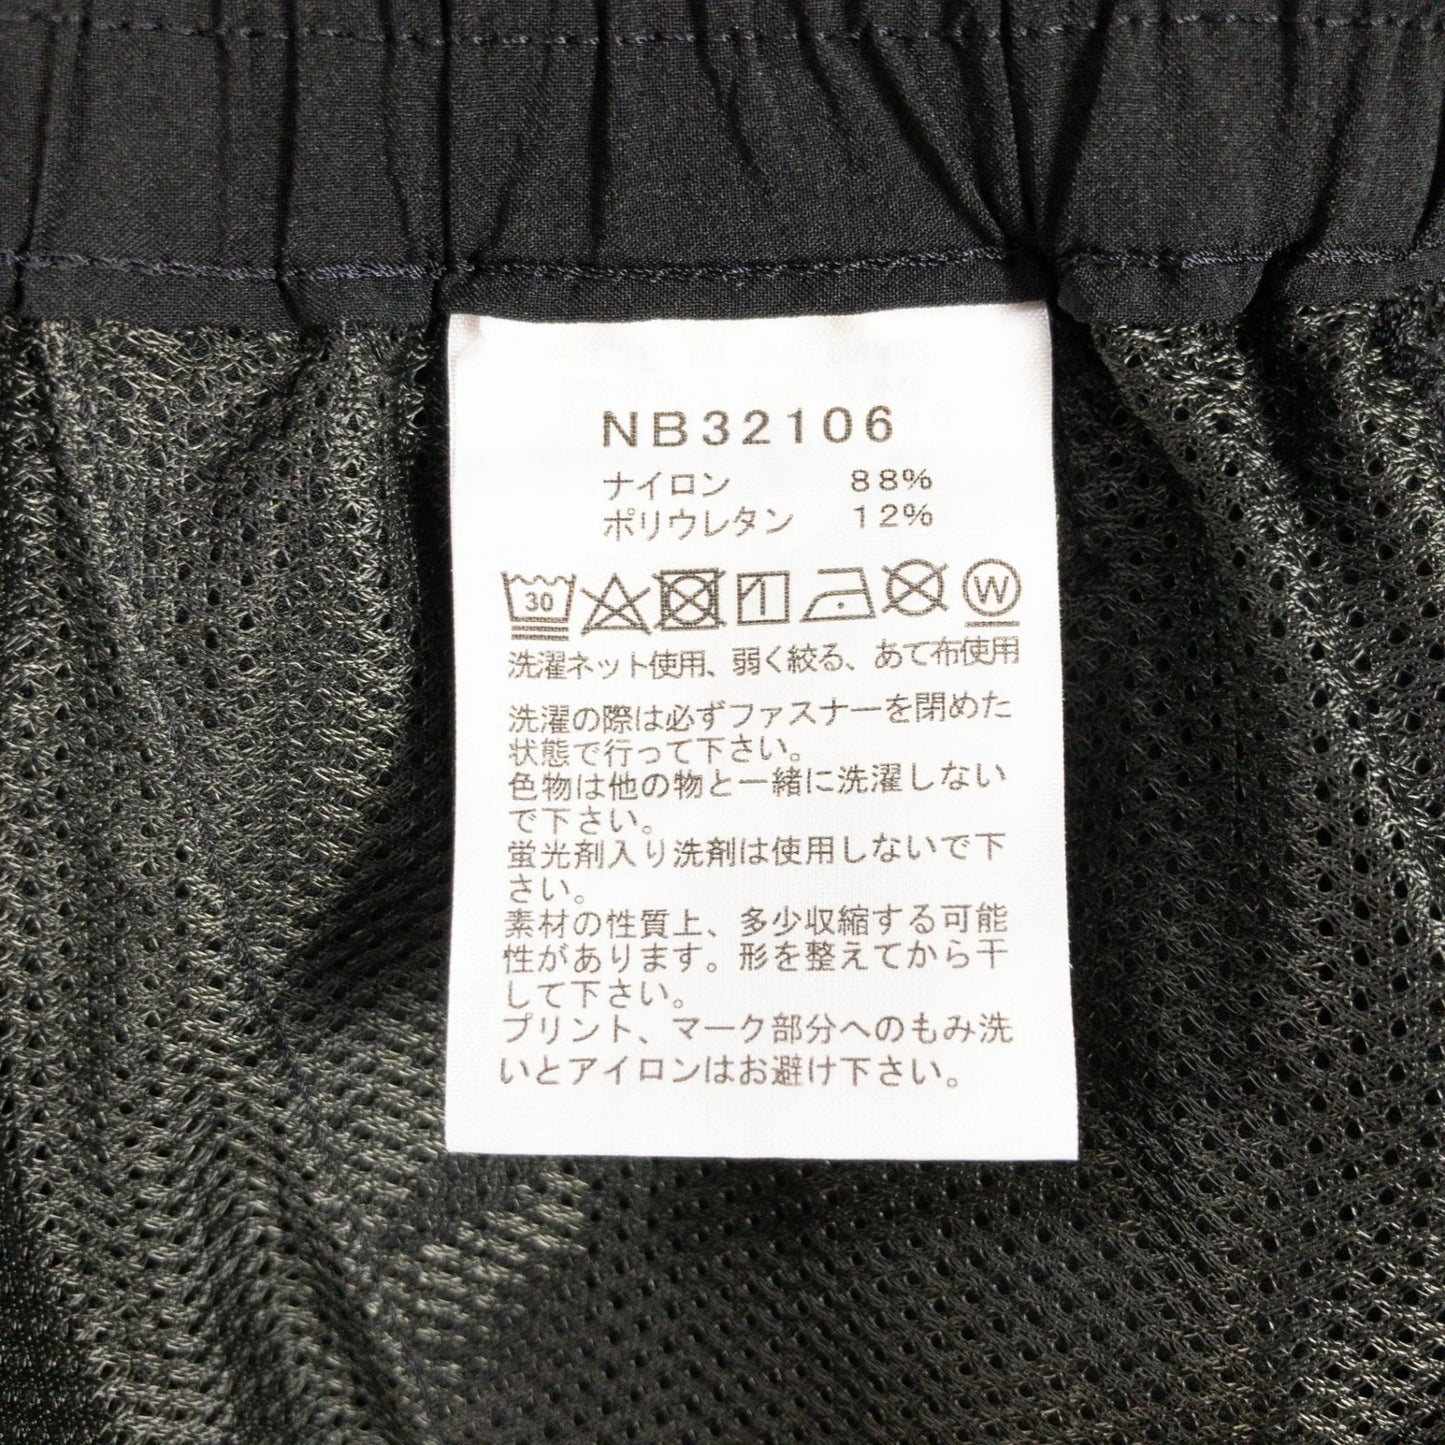 NB32106
ナイロン 88%
ポリウレタン 12%
30 W
洗濯ネット使用、弱く絞る、あて布使用
洗濯の際は必ずファスナーを閉めた
状態で行って下さい。
色物は他の物と一緒に洗濯しない
で下さい。
蛍光剤入り洗剤は使用しないで下
さい。
素材の性質上、多少収縮する可能
性があります。形を整えてから干
して下さい。
プリント、マーク部分へのもみ洗
いとアイロンはお避け下さい。